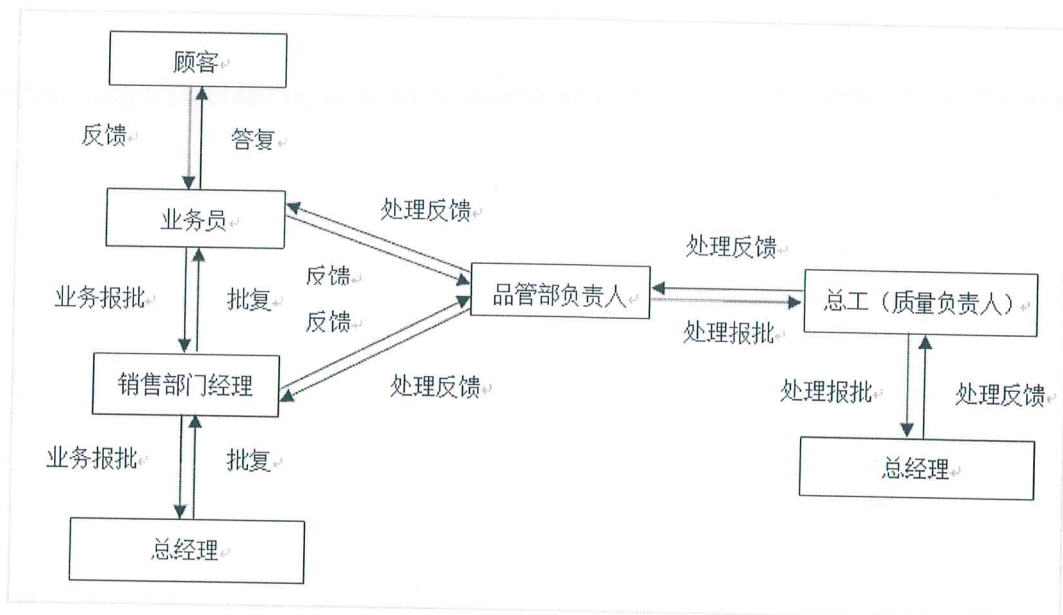 顾客
反馈
答复
业务员
处理反馈
处理反馈
反馈
业务报批
批复
品管部负责人
总工（质量负责人）
反馈
处理报批
销售部门经理
处理反馈
处理报批
处理反馈
业务报批
批复
总经理
总经理